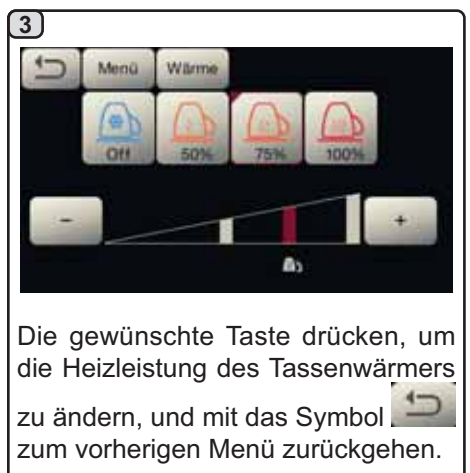 3
Menü Wärme
Off 50% 75% 100%
- +
Die gewünschte Taste drücken, um
die Heizleistung des Tassenwärmers
zu ändern, und mit das Symbol
zum vorherigen Menü zurückgehen.